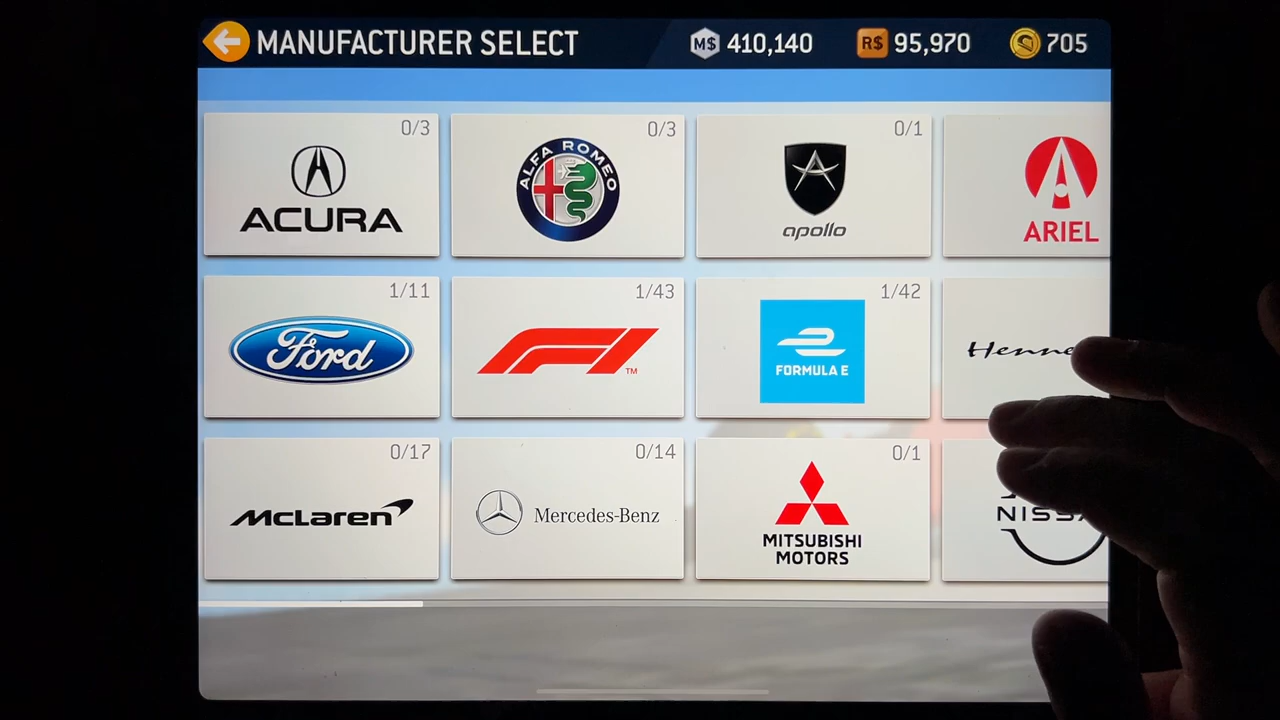 MANUFACTURER SELECT
M$ 410,140
R$ 95,970
705
0/3
ACURA
0/3
ALFA ROMEO
0/1
apollo
ARIEL
1/11
Ford
1/43
F1 TM
1/42
FORMULA E
0/17
McLaren
0/14
Mercedes-Benz
0/1
MITSUBISHI
MOTORS